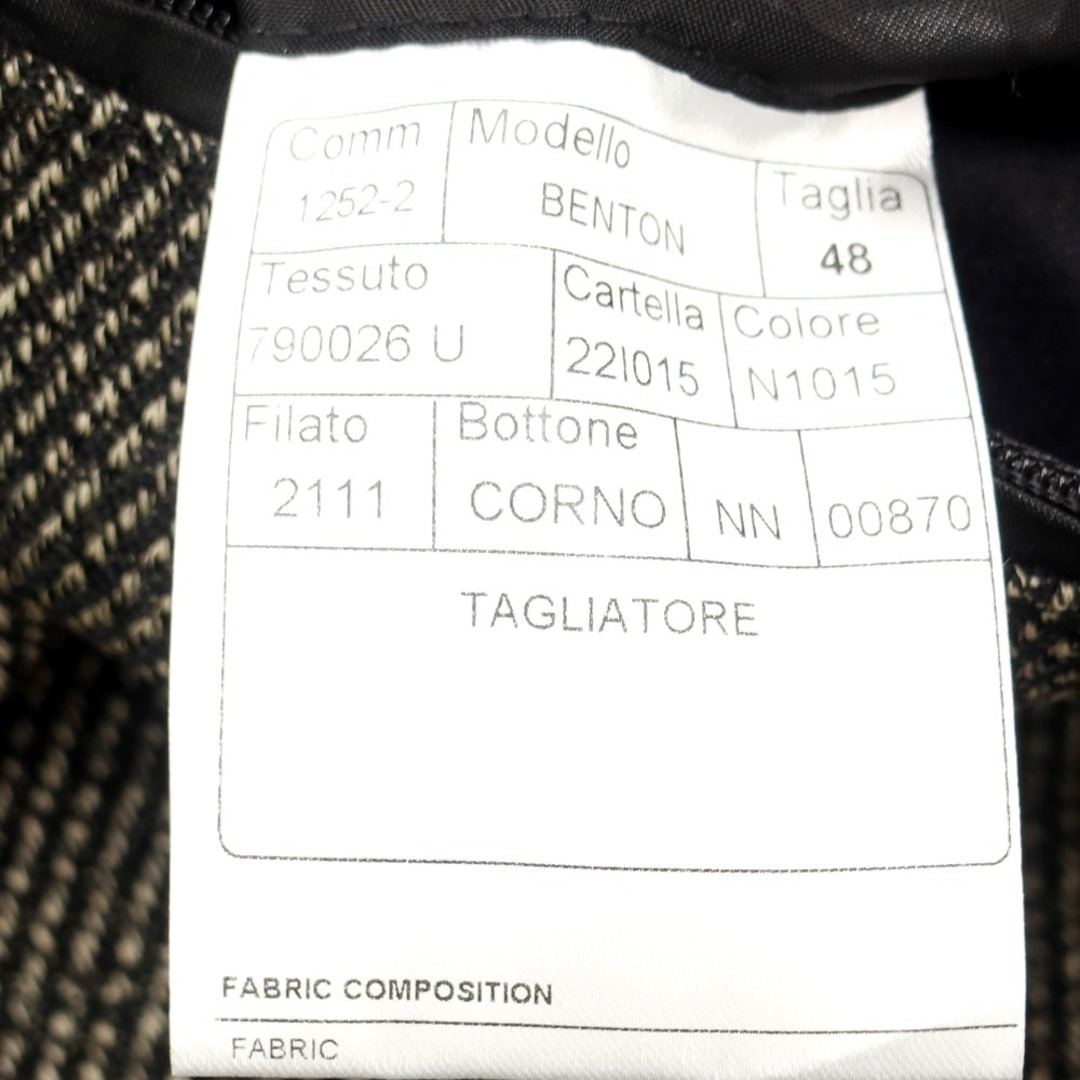 Comm Modello Taglia
1252-2 BENTON 48
Tessuto Cartella Colore
790026 U 22I015 N1015
Filato Bottone
2111 CORNO NN 00870
TAGLIATORE
FABRIC COMPOSITION
FABRIC